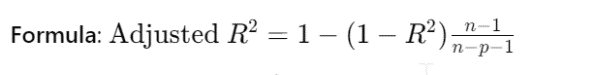 Formula: Adjusted R² = 1 − (1 − R²) n−1/n−p−1